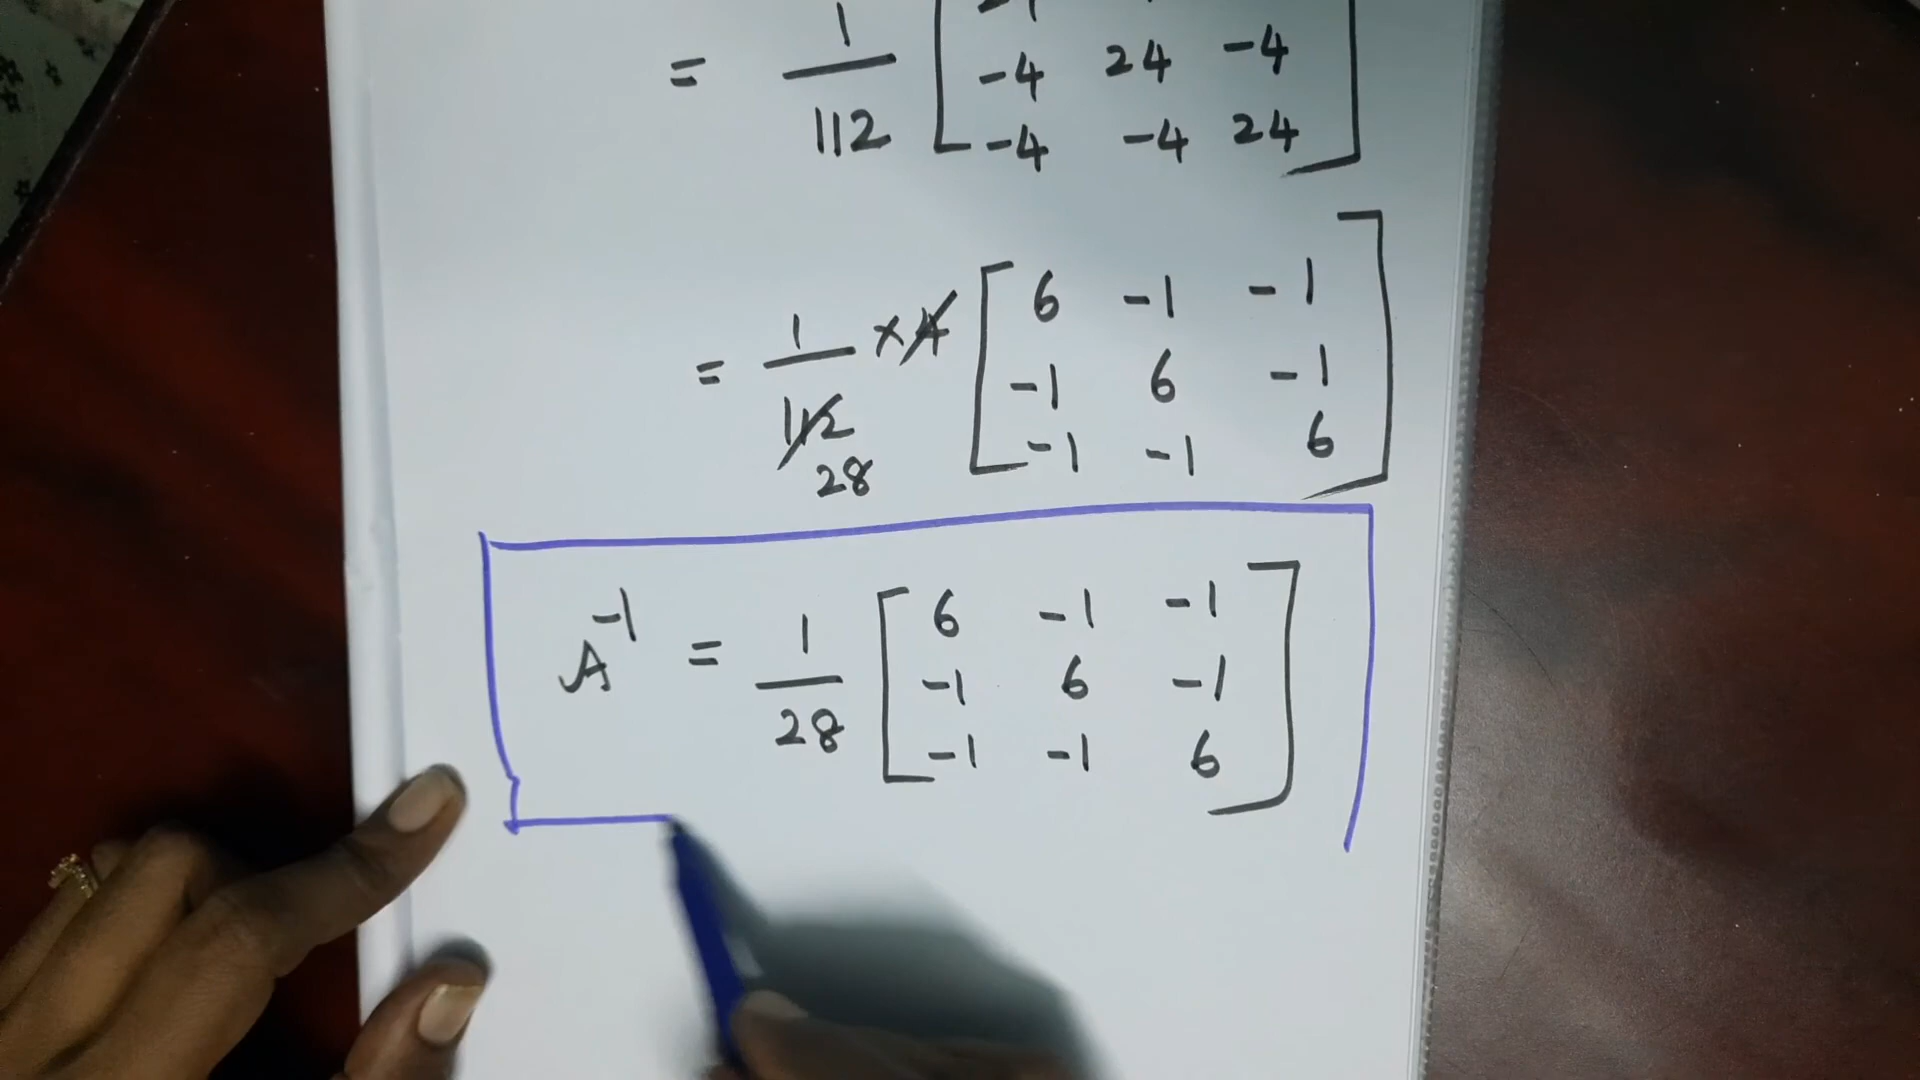 = 1/112 [
-4 24 -4
-4 -4 24 ]
= 1/112 × 4 [ 6 -1 -1
-1 6 -1
28 -1 -1 6 ]
A⁻¹ = 1/28 [ 6 -1 -1
-1 6 -1
-1 -1 6 ]